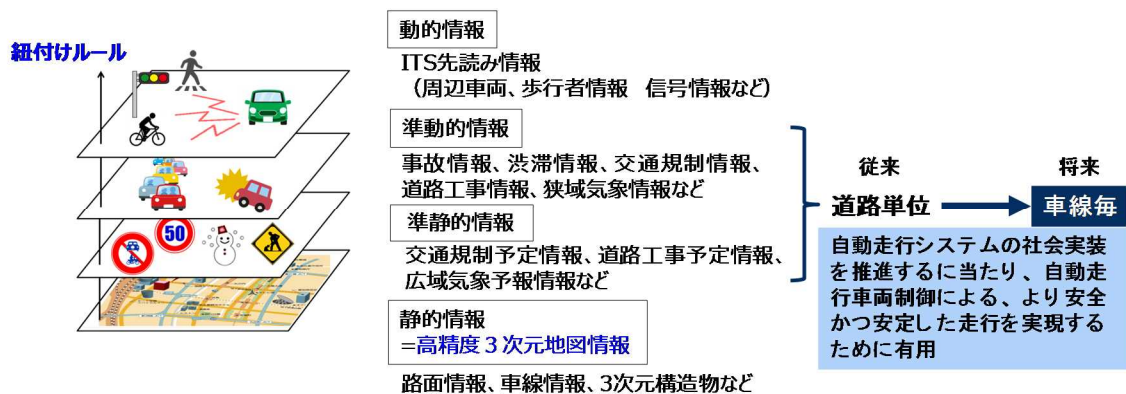 紐付けルール
動的情報
ITS先読み情報
（周辺車両、歩行者情報　信号情報など）
準動的情報
事故情報、渋滞情報、交通規制情報、
道路工事情報、狭域気象情報など
準静的情報
交通規制予定情報、道路工事予定情報、
広域気象予報情報など
静的情報
=高精度３次元地図情報
路面情報、車線情報、3次元構造物など
50
従来
将来
道路単位
車線毎
自動走行システムの社会実装
を推進するに当たり、自動走
行車両制御による、より安全
かつ安定した走行を実現する
ために有用